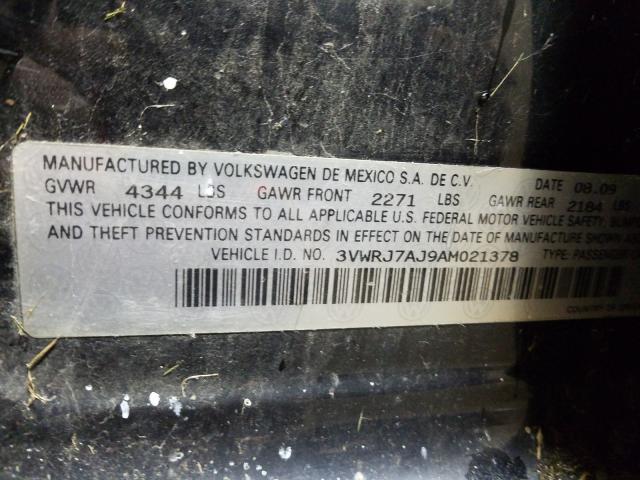 MANUFACTURED BY VOLKSWAGEN DE MEXICO S.A. DE C.V. DATE 08.09
GVWR 4344 LBS GAWR FRONT 2271 LBS GAWR REAR 2184 LBS
THIS VEHICLE CONFORMS TO ALL APPLICABLE U.S. FEDERAL MOTOR VEHICLE SAFETY,
AND THEFT PREVENTION STANDARDS IN EFFECT ON THE DATE OF MANUFACTURE SHOWN
VEHICLE I.D. NO. 3VWRJ7AJ9AM021378 TYPE: PASSENGER
COUNTRY OF